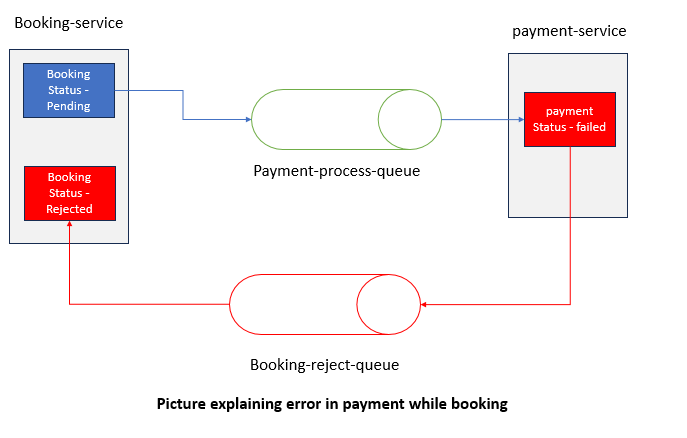 Booking-service
payment-service
Booking
Status -
Pending
payment
Status - failed
Payment-process-queue
Booking
Status -
Rejected
Booking-reject-queue
Picture explaining error in payment while booking